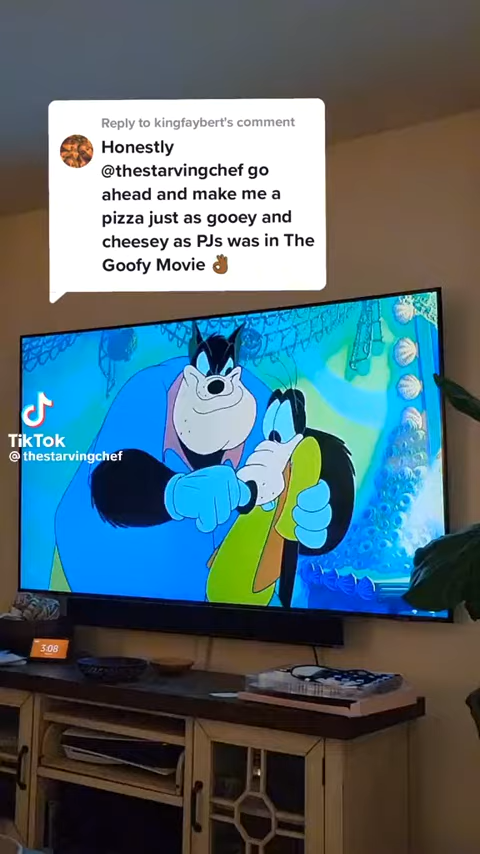 Reply to kingfaybert's comment
Honestly
@thestarvingchef go
ahead and make me a
pizza just as gooey and
cheesey as PJs was in The
Goofy Movie 👌🏾
TikTok
@thestarvingchef
3:08